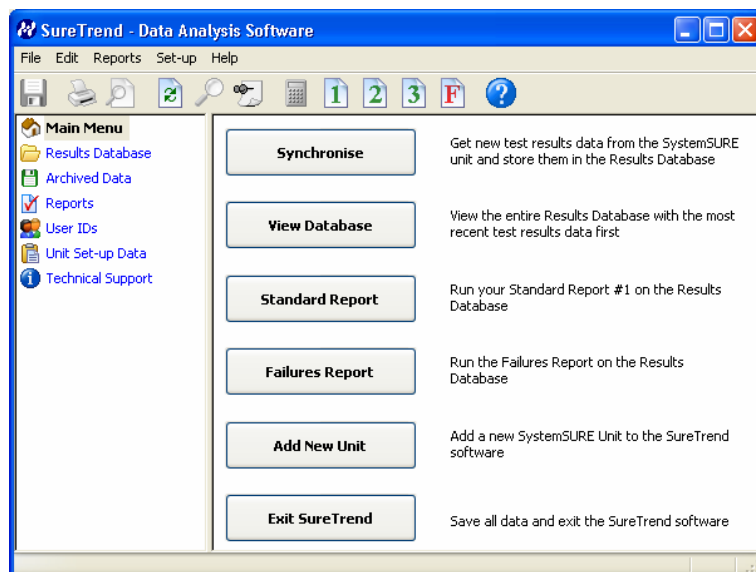 SureTrend - Data Analysis Software
File Edit Reports Set-up Help
1 2 3 F ?
Main Menu
Results Database
Archived Data
Reports
User IDs
Unit Set-up Data
Technical Support
Synchronise
Get new test results data from the SystemSURE
unit and store them in the Results Database
View Database
View the entire Results Database with the most
recent test results data first
Standard Report
Run your Standard Report #1 on the Results
Database
Failures Report
Run the Failures Report on the Results
Database
Add New Unit
Add a new SystemSURE Unit to the SureTrend
software
Exit SureTrend
Save all data and exit the SureTrend software